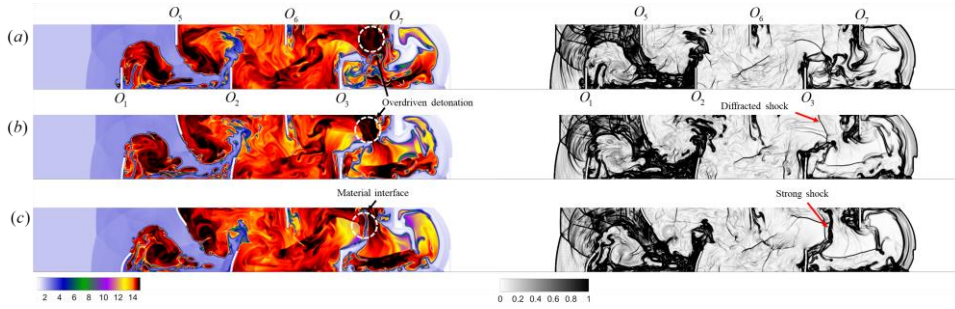 O5 O6 O7 O5 O6 O7
(a)
O1 O2 O3 Overdriven detonation O1 O2 Diffracted shock O3
(b)
Material interface Strong shock
(c)
2 4 6 8 10 12 14 0 0.2 0.4 0.6 0.8 1